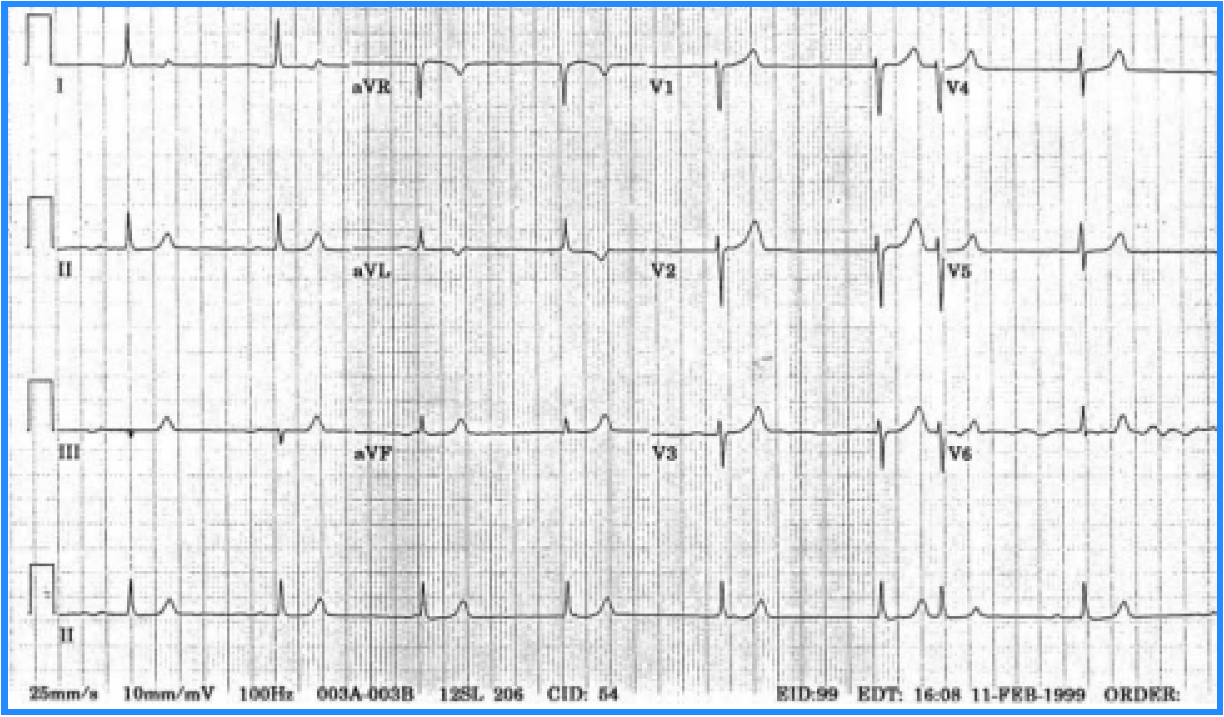 I aVR V1 V4
II aVL V2 V5
III aVF V3 V6
II
25mm/s 10mm/mV 100Hz 003A-003B 12SL 206 CID: 54 EID:99 EDT: 16:08 11-FEB-1999 ORDER: